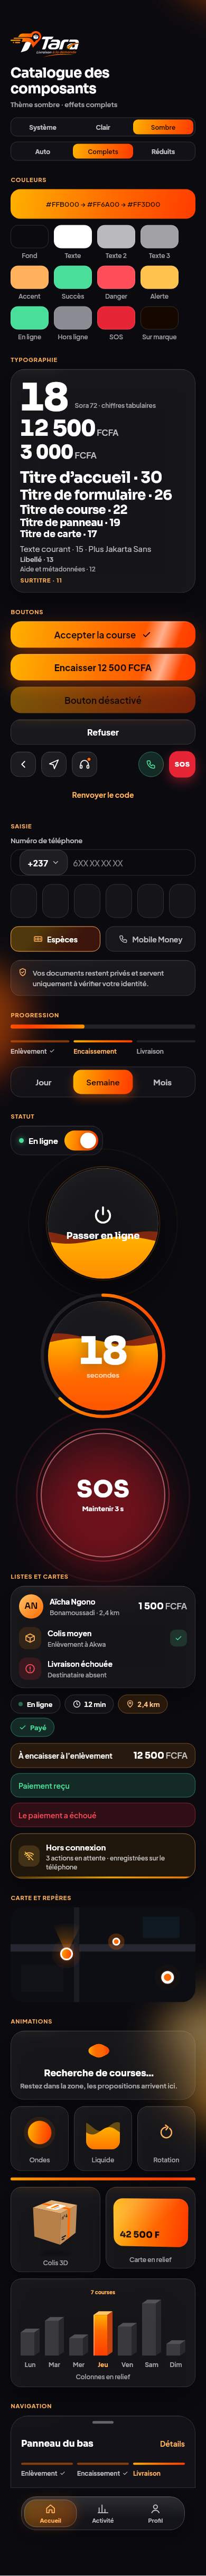 Tara
Livraison à la demande
Catalogue des
composants
Thème sombre · effets complets
Système Clair Sombre
Auto Complets Réduits
COULEURS
#FFB000 → #FF6A00 → #FF3D00
Fond Texte Texte 2 Texte 3
Accent Succès Danger Alerte
En ligne Hors ligne SOS Sur marque
TYPOGRAPHIE
18 Sora 72 · chiffres tabulaires
12 500 FCFA
3 000 FCFA
Titre d’accueil · 30
Titre de formulaire · 26
Titre de course · 22
Titre de panneau · 19
Titre de carte · 17
Texte courant · 15 · Plus Jakarta Sans
Libellé · 13
Aide et métadonnées · 12
SURTITRE · 11
BOUTONS
Accepter la course
Encaisser 12 500 FCFA
Bouton désactivé
Refuser
SOS
Renvoyer le code
SAISIE
Numéro de téléphone
+237 6XX XX XX XX
Espèces Mobile Money
Vos documents restent privés et servent
uniquement à vérifier votre identité.
PROGRESSION
Enlèvement ✓ Encaissement Livraison
Jour Semaine Mois
STATUT
En ligne
Passer en ligne
18
secondes
SOS
Maintenir 3 s
LISTES ET CARTES
AN Aïcha Ngono 1 500 FCFA
Bonamoussadi · 2,4 km
Colis moyen
Enlèvement à Akwa
Livraison échouée
Destinataire absent
En ligne 12 min 2,4 km
Payé
À encaisser à l’enlèvement 12 500 FCFA
Paiement reçu
Le paiement a échoué
Hors connexion
3 actions en attente · enregistrées sur le
téléphone
CARTE ET REPÈRES
ANIMATIONS
Recherche de courses…
Restez dans la zone, les propositions arrivent ici.
Ondes Liquide Rotation
42 500 F
Colis 3D Carte en relief
7 courses
Lun Mar Mer Jeu Ven Sam Dim
Colonnes en relief
NAVIGATION
Panneau du bas Détails
Enlèvement ✓ Encaissement ✓ Livraison
Accueil Activité Profil